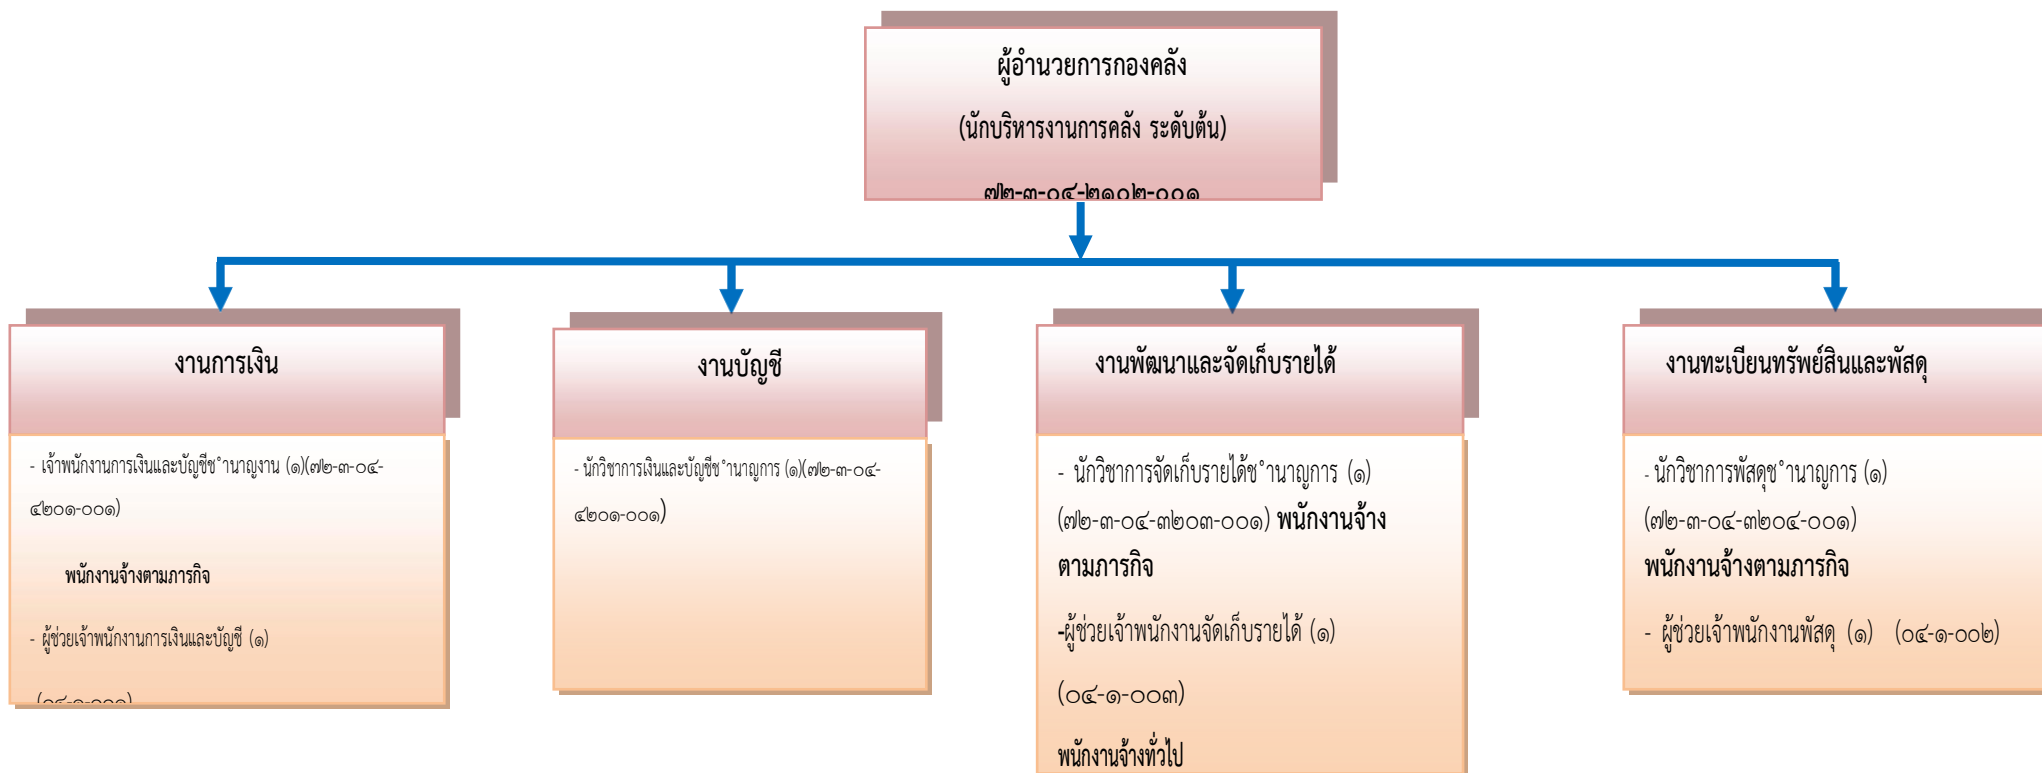 ผู้อำนวยการกองคลัง
(นักบริหารงานการคลัง ระดับต้น)
๗๒-๓-๐๔-๒๑๐๒-๐๐๑
งานการเงิน
- เจ้าพนักงานการเงินและบัญชีช ำนาญงาน (๑)(๗๒-๓-๐๔-
๔๒๐๑-๐๐๑)
พนักงานจ้างตามภารกิจ
- ผู้ช่วยเจ้าพนักงานการเงินและบัญชี (๑)
(๐๔-๑-๐๐๑)
งานบัญชี
- นักวิชาการเงินและบัญชีช ำนาญการ (๑)(๗๒-๓-๐๔-
๔๒๐๑-๐๐๑)
งานพัฒนาและจัดเก็บรายได้
- นักวิชาการจัดเก็บรายได้ช ำนาญการ (๑)
(๗๒-๓-๐๔-๓๒๐๓-๐๐๑) พนักงานจ้าง
ตามภารกิจ
-ผู้ช่วยเจ้าพนักงานจัดเก็บรายได้ (๑)
(๐๔-๑-๐๐๓)
พนักงานจ้างทั่วไป
งานทะเบียนทรัพย์สินและพัสดุ
- นักวิชาการพัสดุช ำนาญการ (๑)
(๗๒-๓-๐๔-๓๒๐๔-๐๐๑)
พนักงานจ้างตามภารกิจ
- ผู้ช่วยเจ้าพนักงานพัสดุ (๑) (๐๔-๑-๐๐๒)